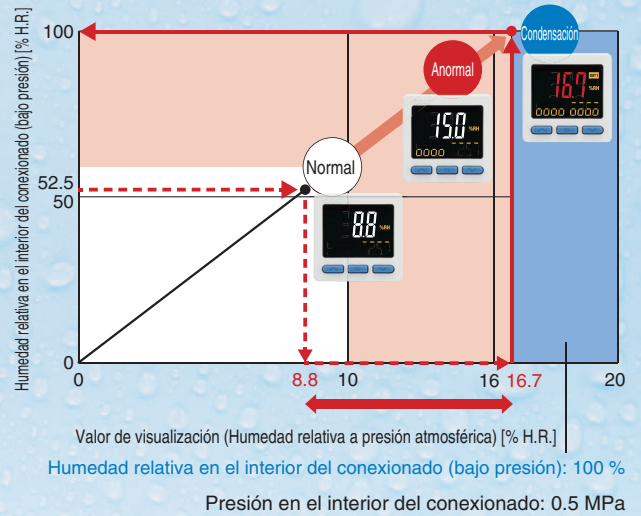 Humedad relativa en el interior del conexionado (bajo presión) [% H.R.]
100
52.5
50
0
Condensación
Anormal
Normal
16.7
%RH
15.0
%RH
8.8
%RH
0
8.8
10
16
16.7
20
Valor de visualización (Humedad relativa a presión atmosférica) [% H.R.]
Humedad relativa en el interior del conexionado (bajo presión): 100 %
Presión en el interior del conexionado: 0.5 MPa